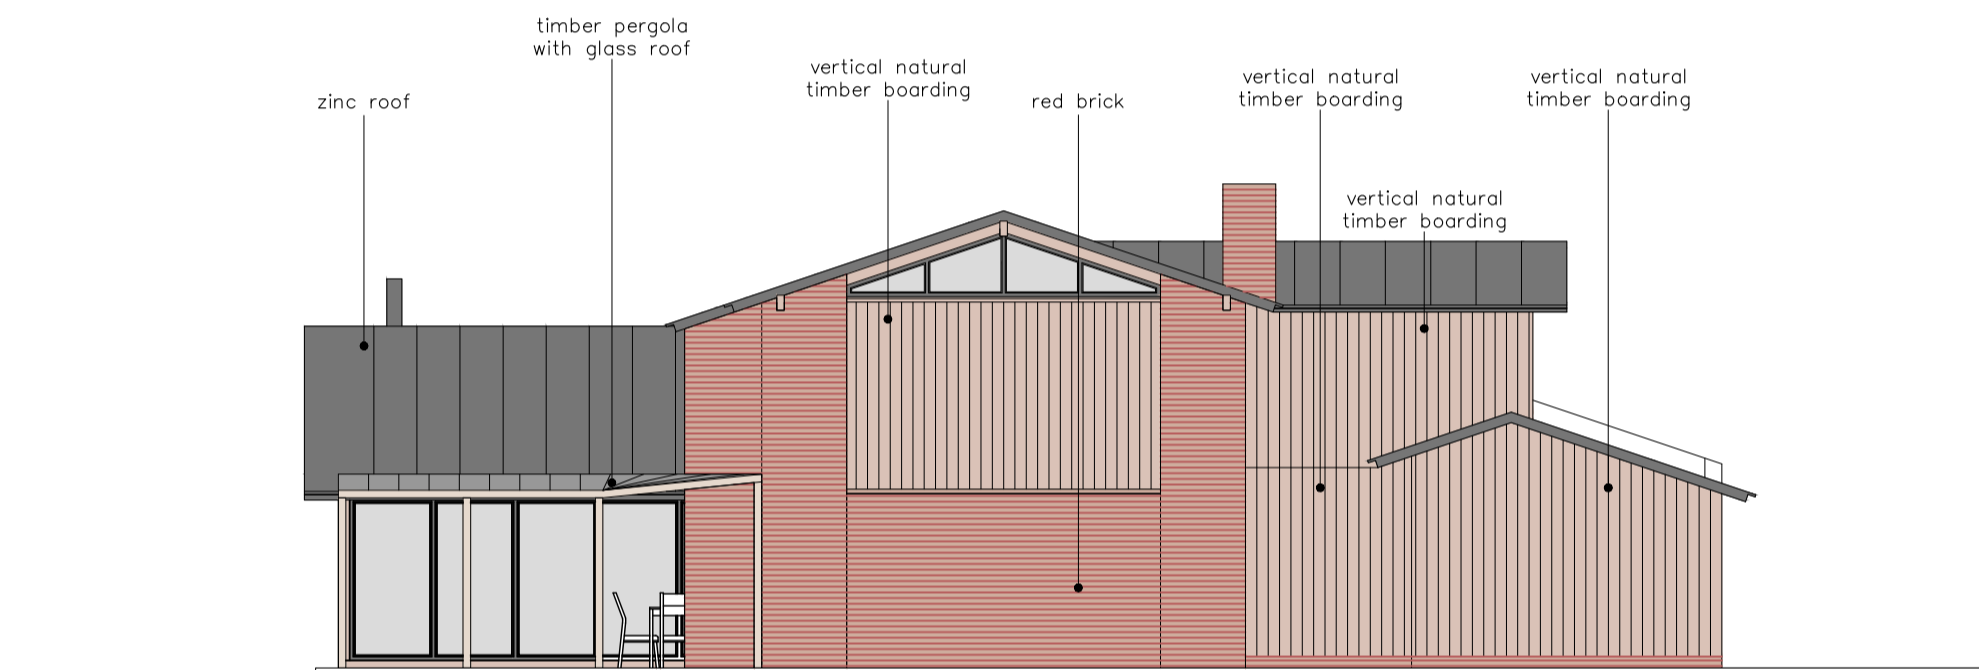 timber pergola
with glass roof
zinc roof
vertical natural
timber boarding
red brick
vertical natural
timber boarding
vertical natural
timber boarding
vertical natural
timber boarding